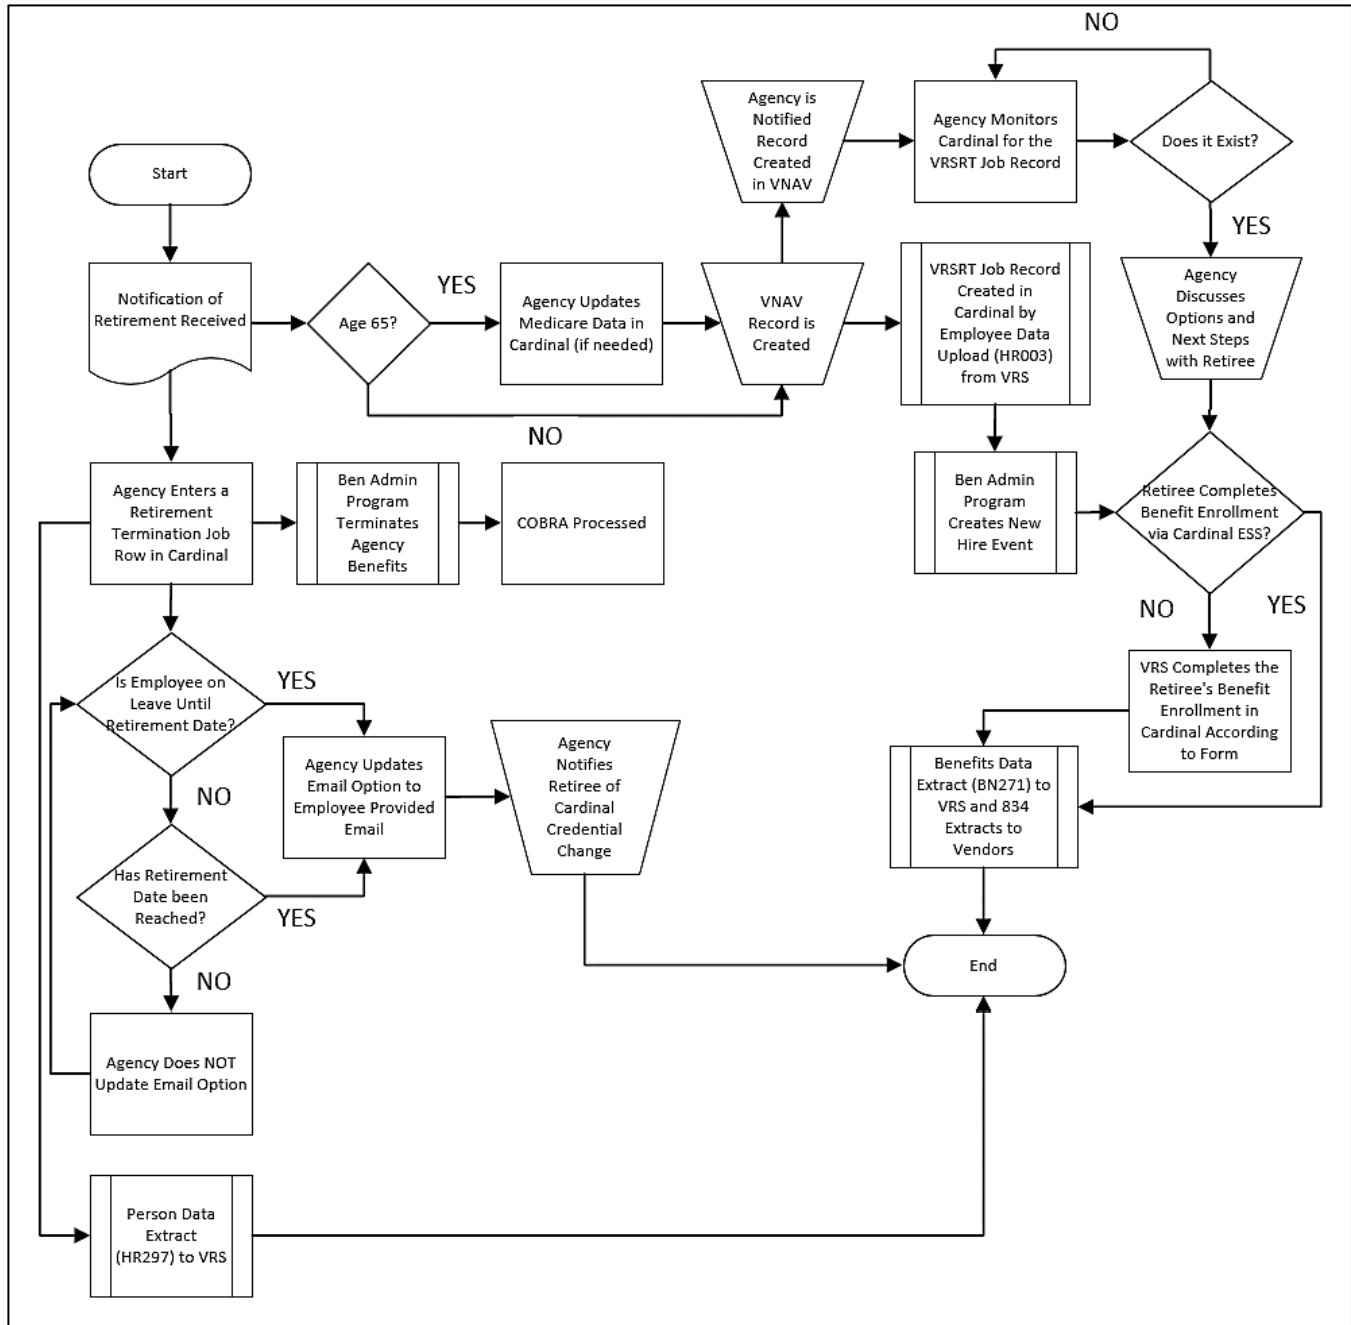 NO
Agency is
Notified
Record
Created
in VNAV
Agency Monitors
Cardinal for the
VRSRT Job Record
Does it Exist?
Start
YES
Notification of
Retirement Received
Age 65?
YES
Agency Updates
Medicare Data in
Cardinal (if needed)
VNAV
Record is
Created
VRSRT Job Record
Created in
Cardinal by
Employee Data
Upload (HR003)
from VRS
Agency
Discusses
Options and
Next Steps
with Retiree
NO
Agency Enters a
Retirement
Termination Job
Row in Cardinal
Ben Admin
Program
Terminates
Agency
Benefits
COBRA Processed
Ben Admin
Program
Creates New
Hire Event
Retiree Completes
Benefit Enrollment
via Cardinal ESS?
NO
YES
Is Employee on
Leave Until
Retirement Date?
YES
VRS Completes the
Retiree's Benefit
Enrollment in
Cardinal According
to Form
Agency Updates
Email Option to
Employee Provided
Email
Agency
Notifies
Retiree of
Cardinal
Credential
Change
Benefits Data
Extract (BN271) to
VRS and 834
Extracts to
Vendors
NO
Has Retirement
Date been
Reached?
YES
End
NO
Agency Does NOT
Update Email Option
Person Data
Extract
(HR297) to VRS